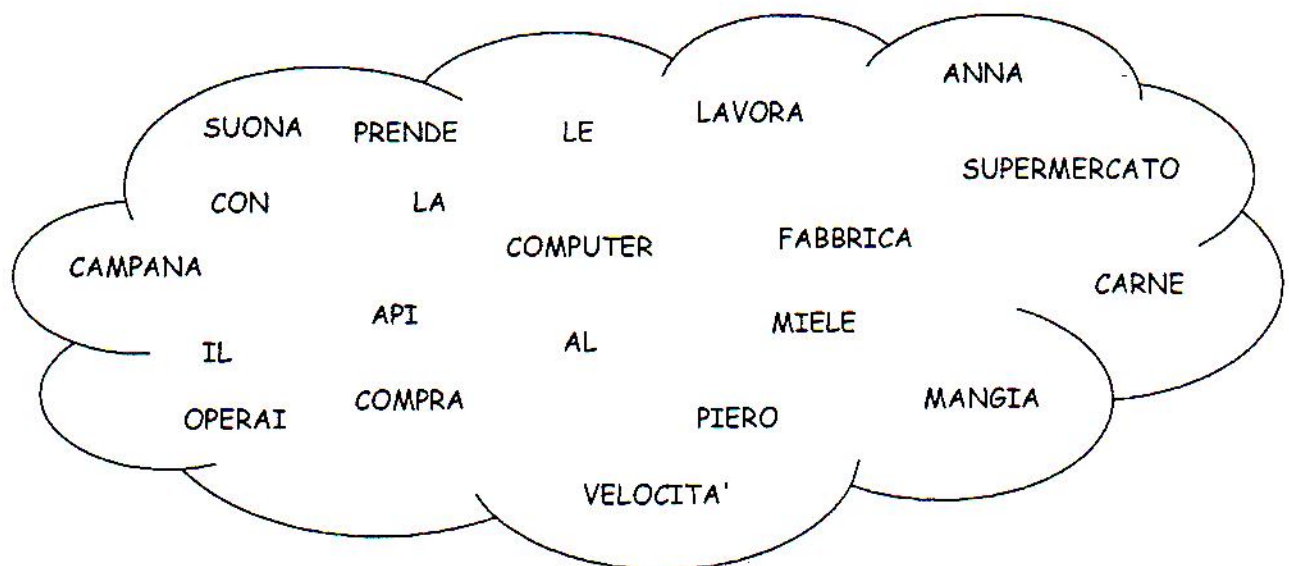 ANNA
SUONA PRENDE LE LAVORA
SUPERMERCATO
CON LA
COMPUTER FABBRICA
CAMPANA CARNE
API MIELE
IL AL
OPERAI COMPRA PIERO MANGIA
VELOCITA'